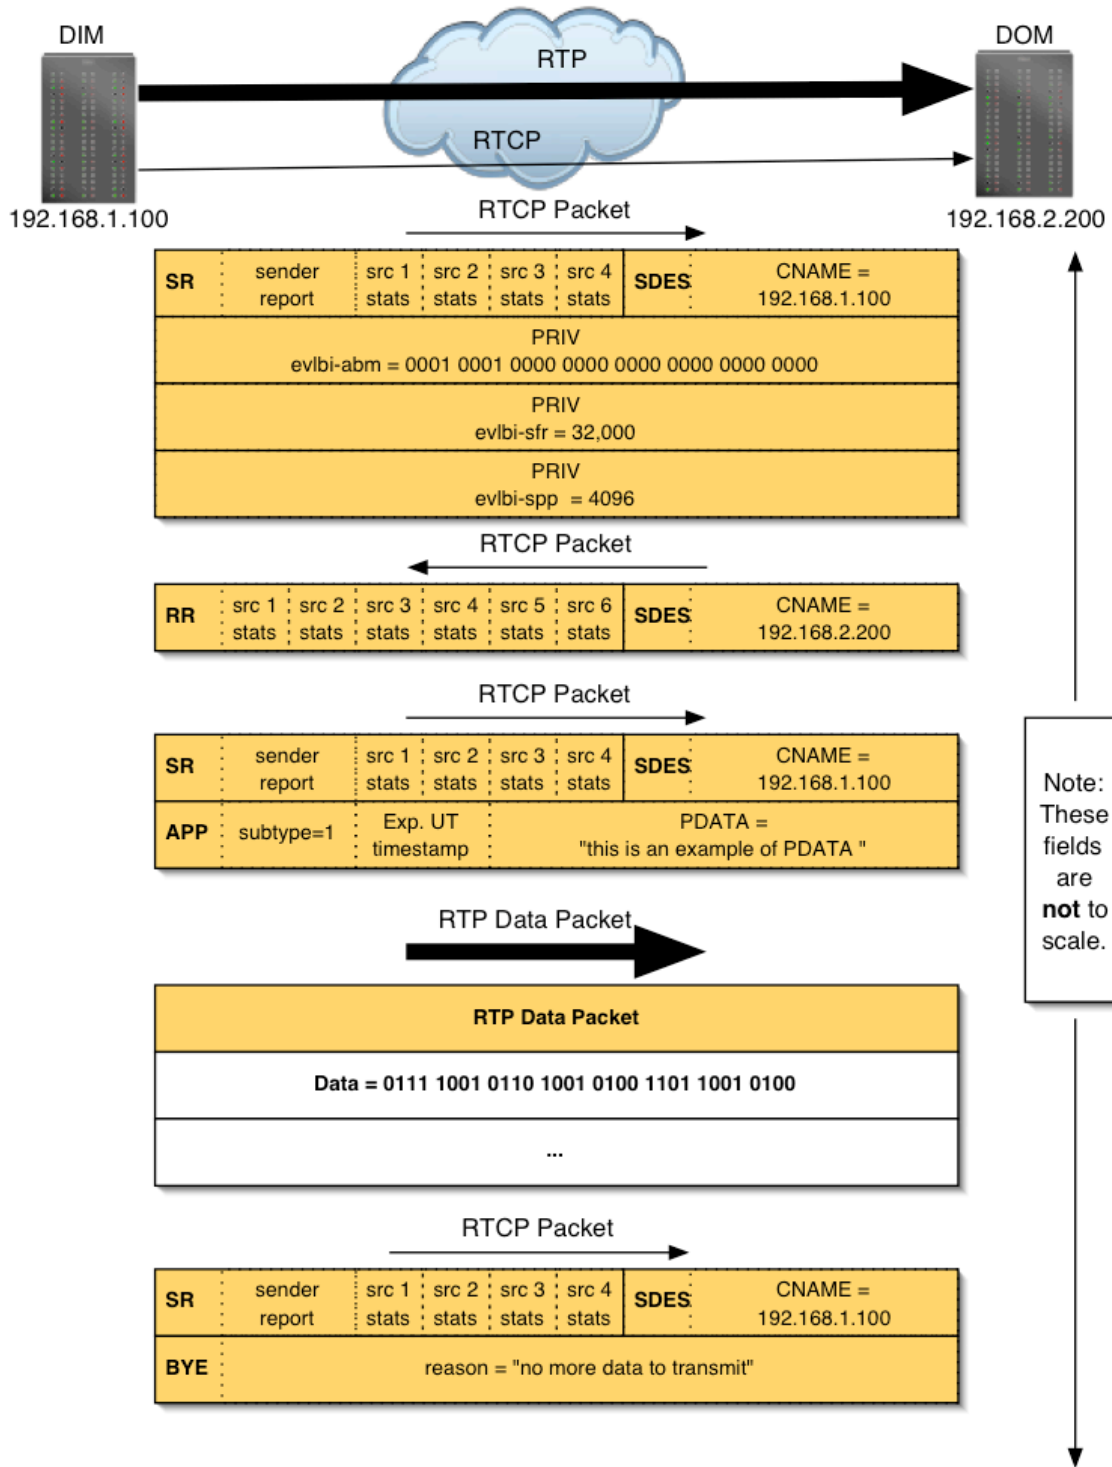 DIM
DOM
RTP
RTCP
192.168.1.100
192.168.2.200
RTCP Packet
SR
sender
report
src 1
stats
src 2
stats
src 3
stats
src 4
stats
SDES
CNAME =
192.168.1.100
PRIV
evlbi-abm = 0001 0001 0000 0000 0000 0000 0000 0000
PRIV
evlbi-sfr = 32,000
PRIV
evlbi-spp = 4096
RTCP Packet
RR
src 1
stats
src 2
stats
src 3
stats
src 4
stats
src 5
stats
src 6
stats
SDES
CNAME =
192.168.2.200
RTCP Packet
SR
sender
report
src 1
stats
src 2
stats
src 3
stats
src 4
stats
SDES
CNAME =
192.168.1.100
APP
subtype=1
Exp. UT
timestamp
PDATA =
"this is an example of PDATA "
Note:
These
fields
are
not to
scale.
RTP Data Packet
RTP Data Packet
Data = 0111 1001 0110 1001 0100 1101 1001 0100
...
RTCP Packet
SR
sender
report
src 1
stats
src 2
stats
src 3
stats
src 4
stats
SDES
CNAME =
192.168.1.100
BYE
reason = "no more data to transmit"